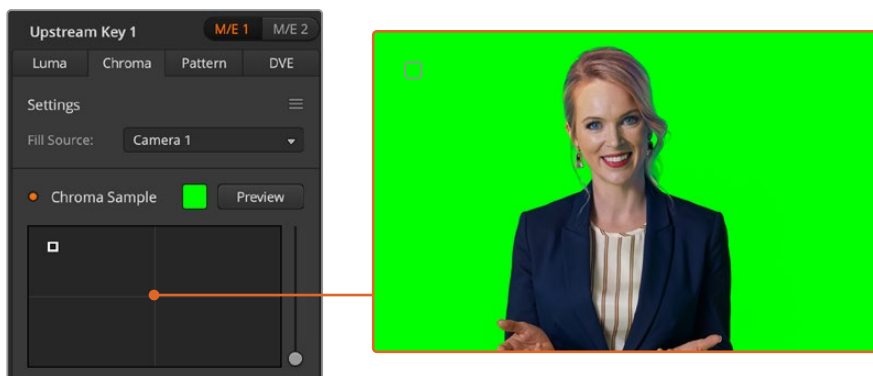 Upstream Key 1 M/E 1 M/E 2
Luma Chroma Pattern DVE
Settings
Fill Source: Camera 1
Chroma Sample Preview